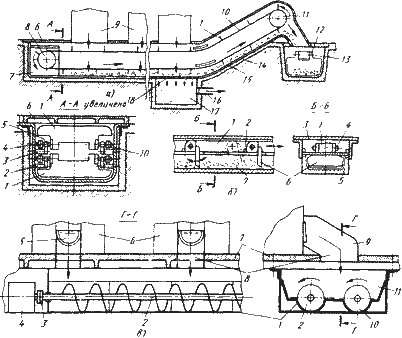 А 9 1 10 11
8 6 12
7 13
А а) 14
15
16
18 17
А-А увеличено Б-Б
6 1
5 Б 1 2 3 1 4
4
3 10
2
1 7 6 5
Б б)
Г-Г Г
5 6 7 9
8
11
4 3 2 1 2 10
в) Г